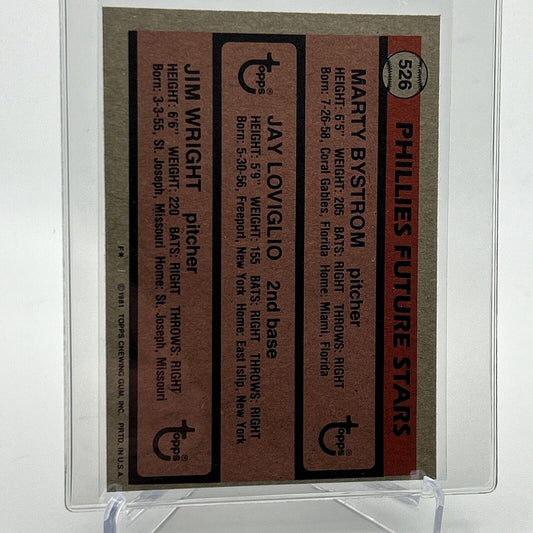 526
PHILLIES FUTURE STARS
MARTY BYSTROM pitcher
HEIGHT: 6'5" WEIGHT: 205 BATS: RIGHT THROWS: RIGHT
Born: 7-26-58, Coral Gables, Florida Home: Miami, Florida
Topps
Topps
JAY LOVIGLIO 2nd base
HEIGHT: 5'9" WEIGHT: 155 BATS: RIGHT THROWS: RIGHT
Born: 5-30-56, Freeport, New York Home: East Islip, New York
JIM WRIGHT pitcher
HEIGHT: 6'6" WEIGHT: 220 BATS: RIGHT THROWS: RIGHT
Born: 3-3-55, St. Joseph, Missouri Home: St. Joseph, Missouri
Topps
F* © 1981 TOPPS CHEWING GUM, INC. PRTD. IN U.S.A.